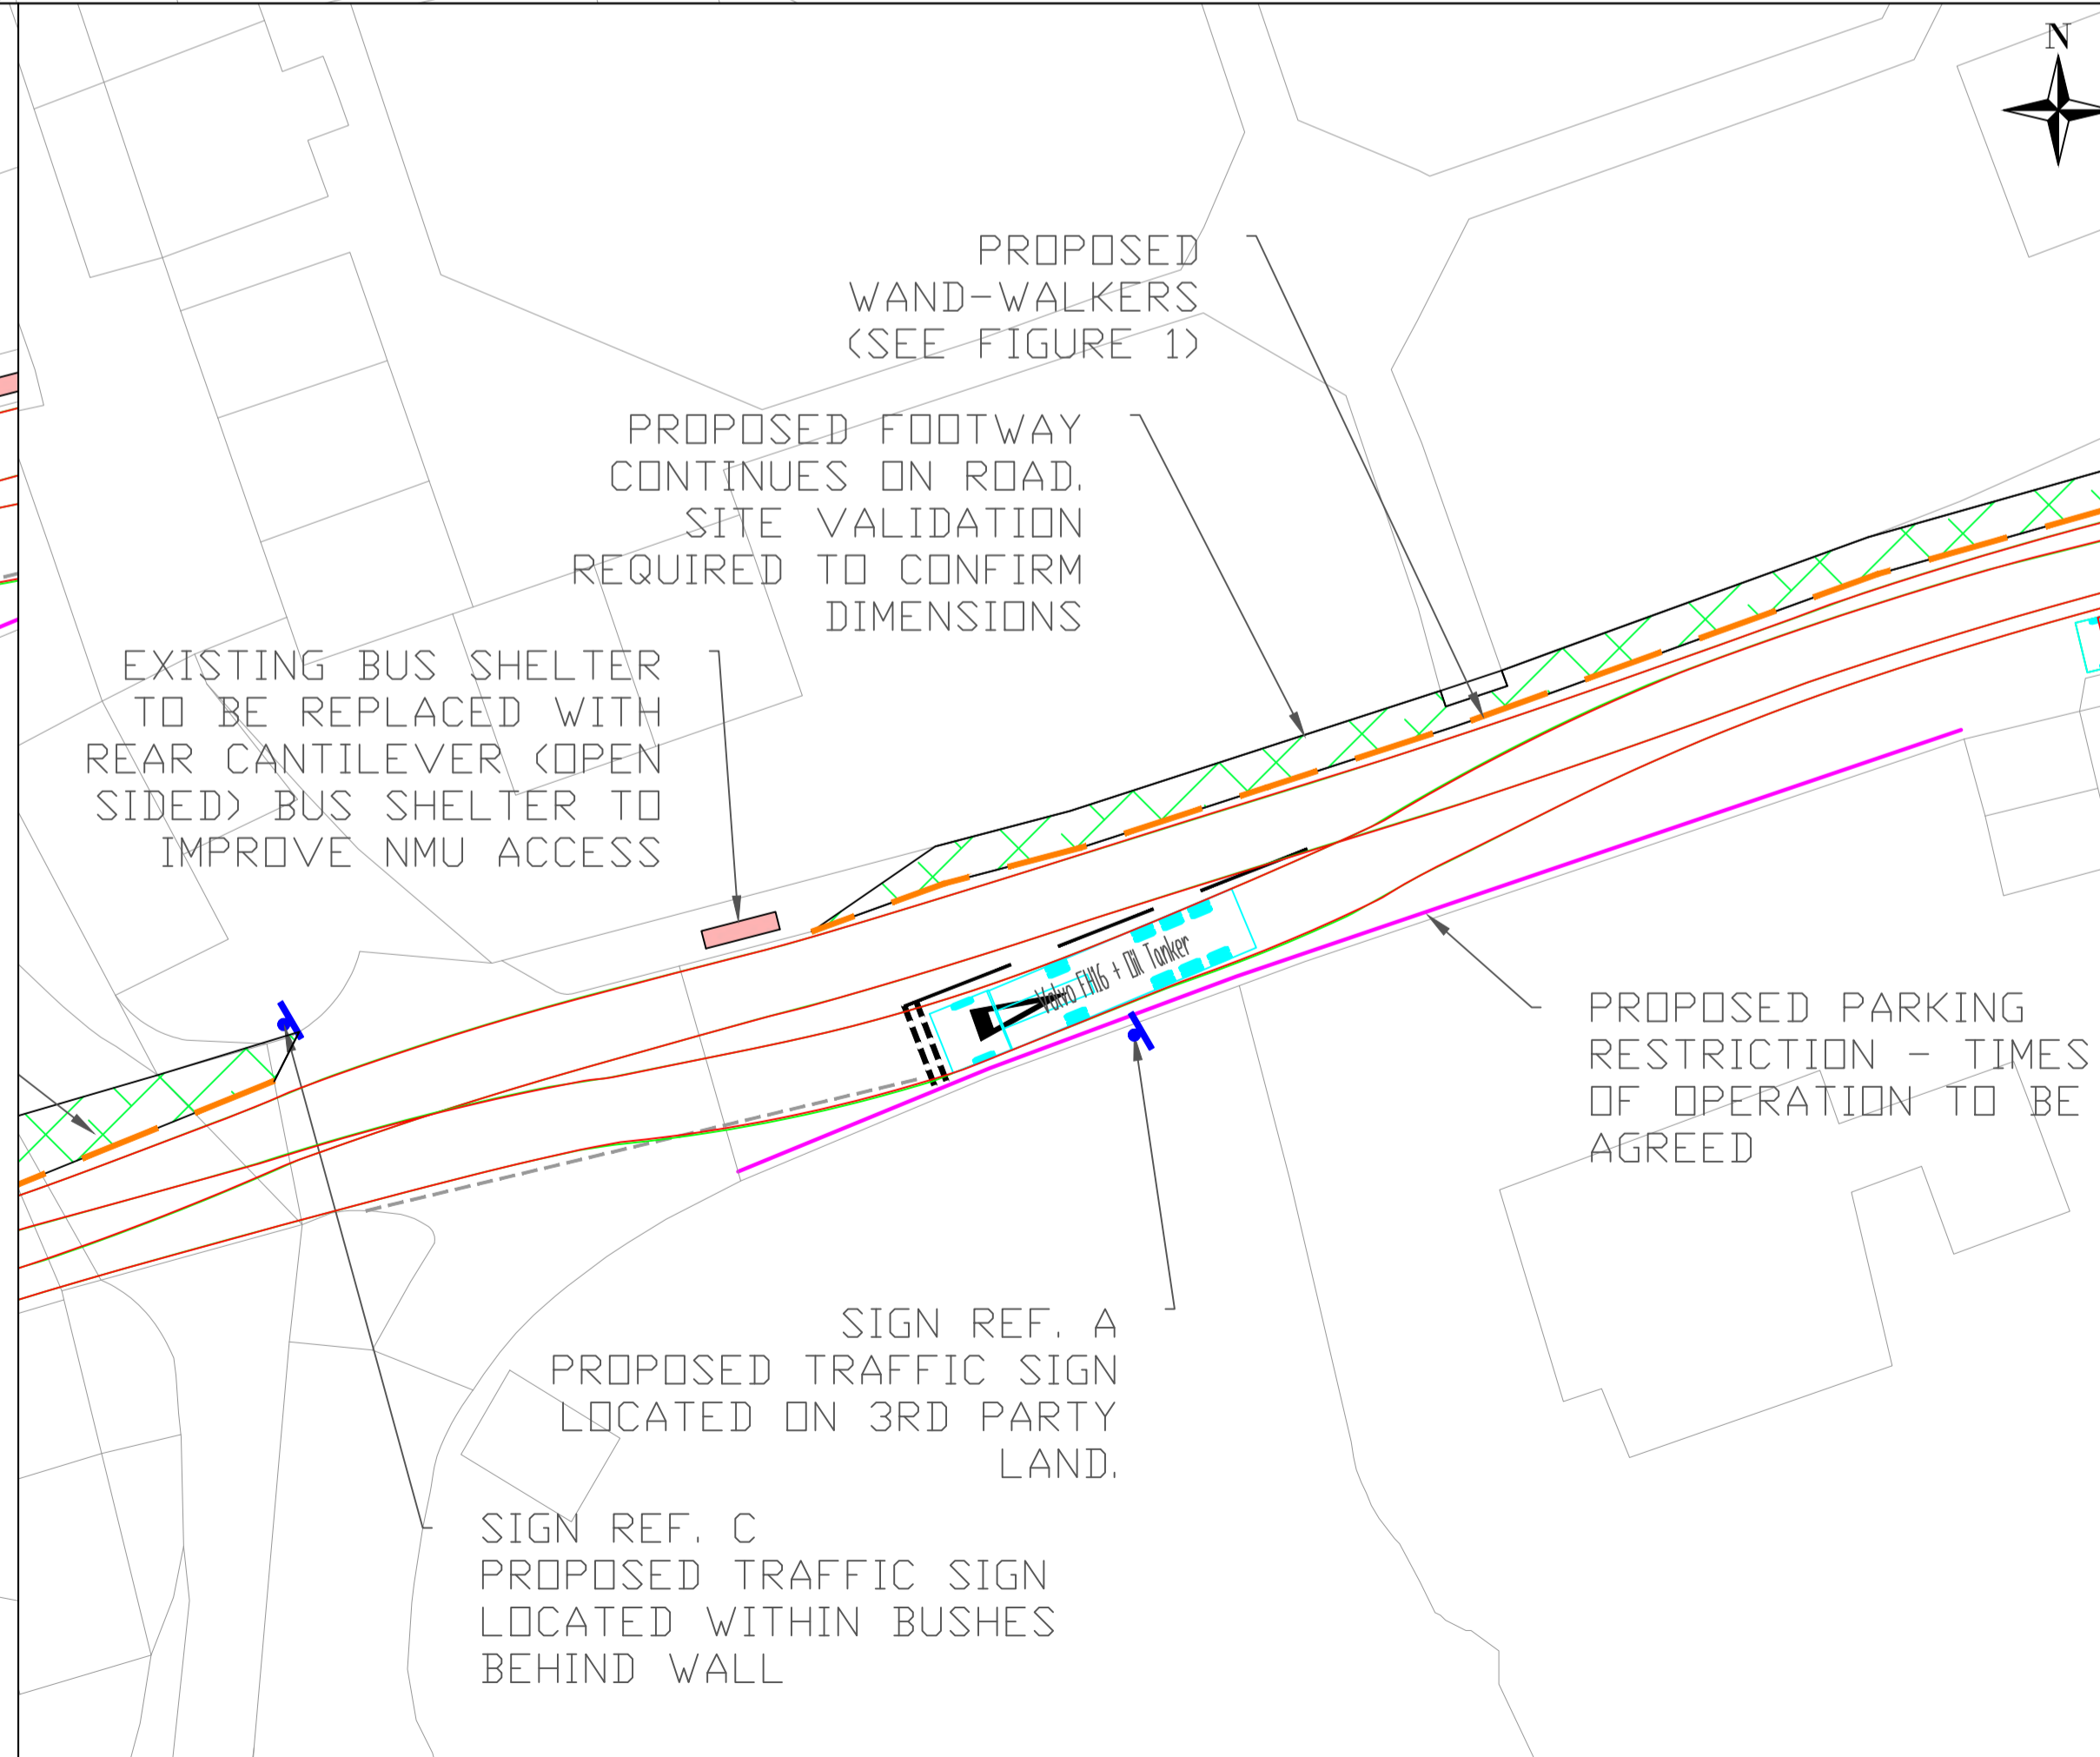 N
PROPOSED
WAND-WALKERS
(SEE FIGURE 1)
PROPOSED FOOTWAY
CONTINUES ON ROAD.
SITE VALIDATION
REQUIRED TO CONFIRM
DIMENSIONS
EXISTING BUS SHELTER
TO BE REPLACED WITH
REAR CANTILEVER (OPEN
SIDED) BUS SHELTER TO
IMPROVE NMU ACCESS
Volvo FH16 + Oil Tanker
PROPOSED PARKING
RESTRICTION - TIMES
OF OPERATION TO BE
AGREED
SIGN REF. A
PROPOSED TRAFFIC SIGN
LOCATED ON 3RD PARTY
LAND.
SIGN REF. C
PROPOSED TRAFFIC SIGN
LOCATED WITHIN BUSHES
BEHIND WALL